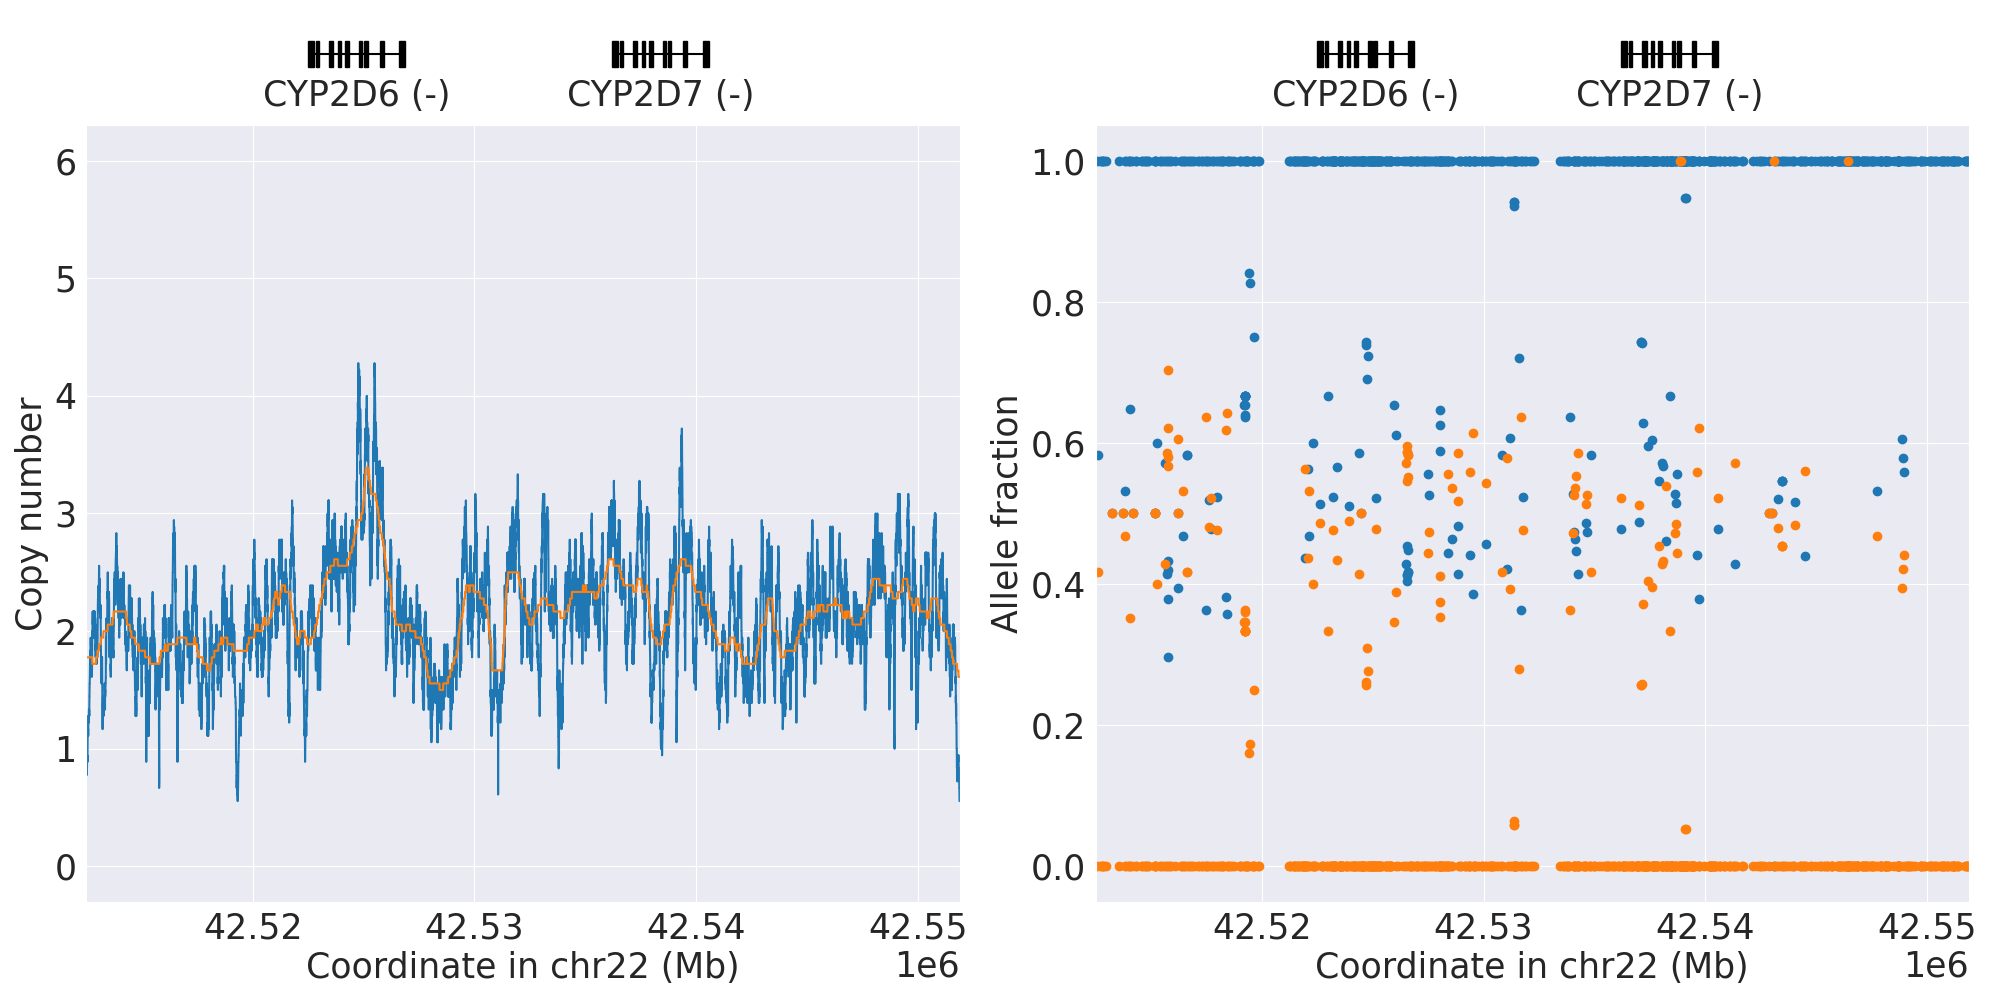 CYP2D6 (-) CYP2D7 (-)
Copy number
6
5
4
3
2
1
0
42.52 42.53 42.54 42.55
Coordinate in chr22 (Mb) 1e6
CYP2D6 (-) CYP2D7 (-)
Allele fraction
1.0
0.8
0.6
0.4
0.2
0.0
42.52 42.53 42.54 42.55
Coordinate in chr22 (Mb) 1e6